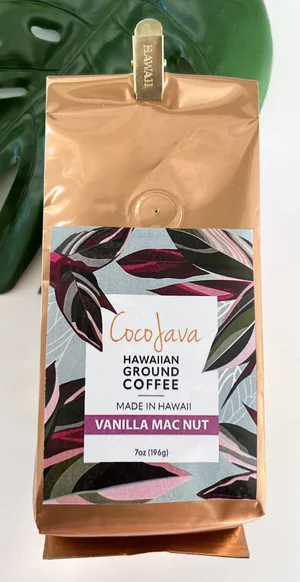 HAWAII
CocoJava
HAWAIIAN
GROUND
COFFEE
MADE IN HAWAII
VANILLA MAC NUT
7oz (196g)